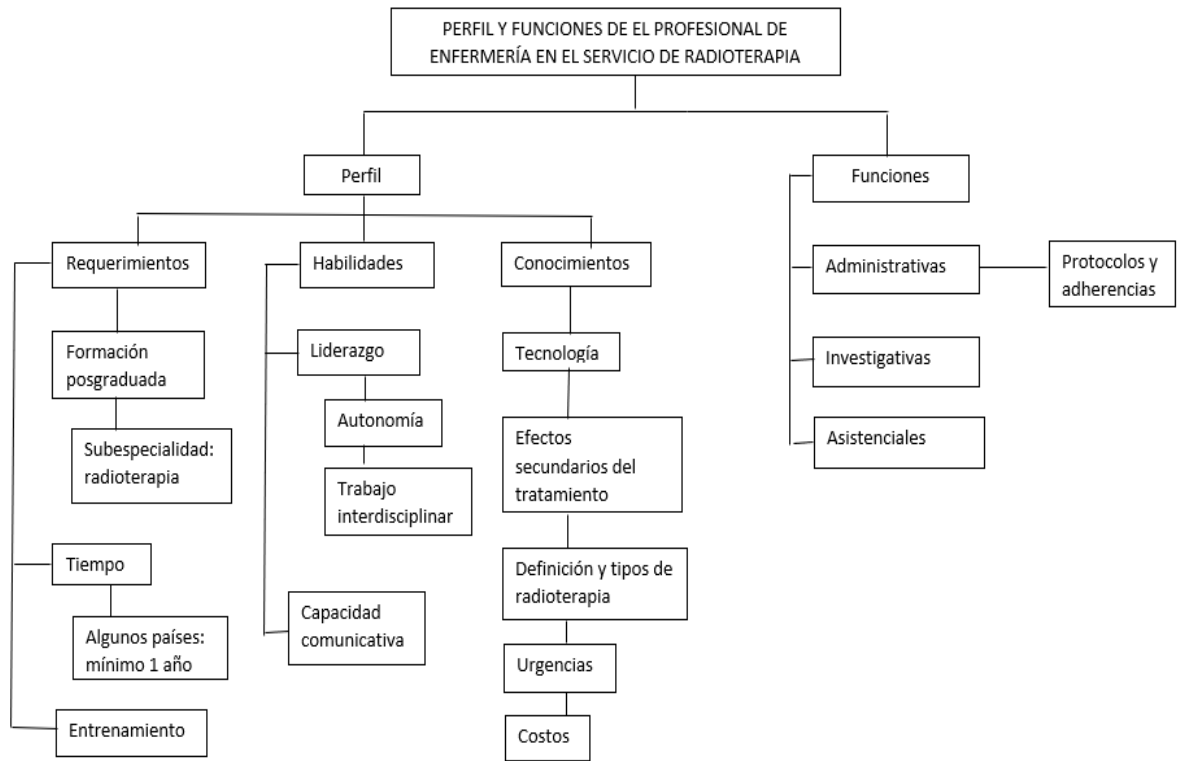 PERFIL Y FUNCIONES DE EL PROFESIONAL DE
ENFERMERÍA EN EL SERVICIO DE RADIOTERAPIA
Perfil
Funciones
Requerimientos
Habilidades
Conocimientos
Administrativas
Protocolos y
adherencias
Formación
posgraduada
Liderazgo
Tecnología
Investigativas
Subespecialidad:
radioterapia
Autonomía
Efectos
secundarios del
tratamiento
Asistenciales
Trabajo
interdisciplinar
Tiempo
Definición y tipos de
radioterapia
Algunos países:
mínimo 1 año
Capacidad
comunicativa
Urgencias
Entrenamiento
Costos